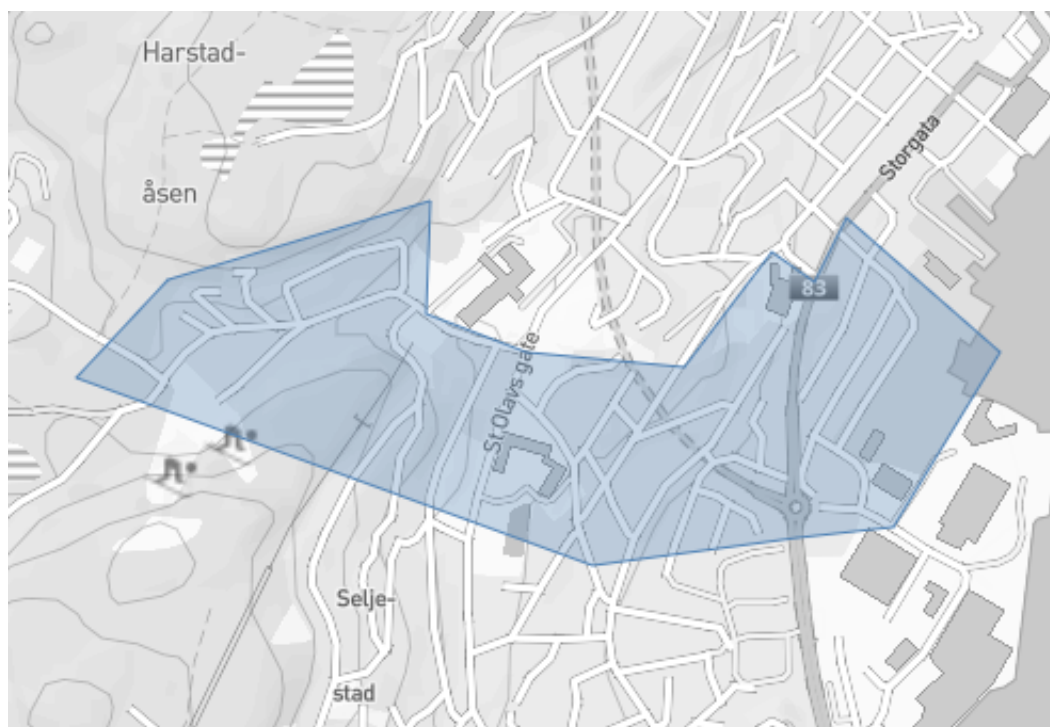 Harstad-
åsen
Storgata
83
St.Olavs gate
Selje-
stad